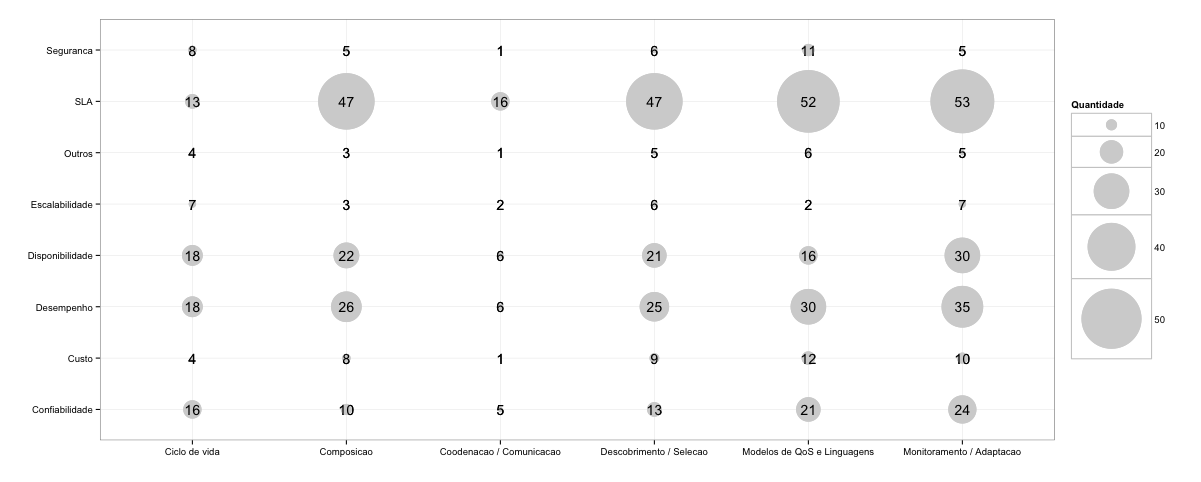 Seguranca 8 5 1 6 11 5
SLA 13 47 16 47 52 53
Outros 4 3 1 5 6 5
Escalabilidade 7 3 2 6 2 7
Disponibilidade 18 22 6 21 16 30
Desempenho 18 26 6 25 30 35
Custo 4 8 1 9 12 10
Confiabilidade 16 10 5 13 21 24
Ciclo de vida Composicao Coodenacao / Comunicacao Descobrimento / Selecao Modelos de QoS e Linguagens Monitoramento / Adaptacao
Quantidade
10
20
30
40
50